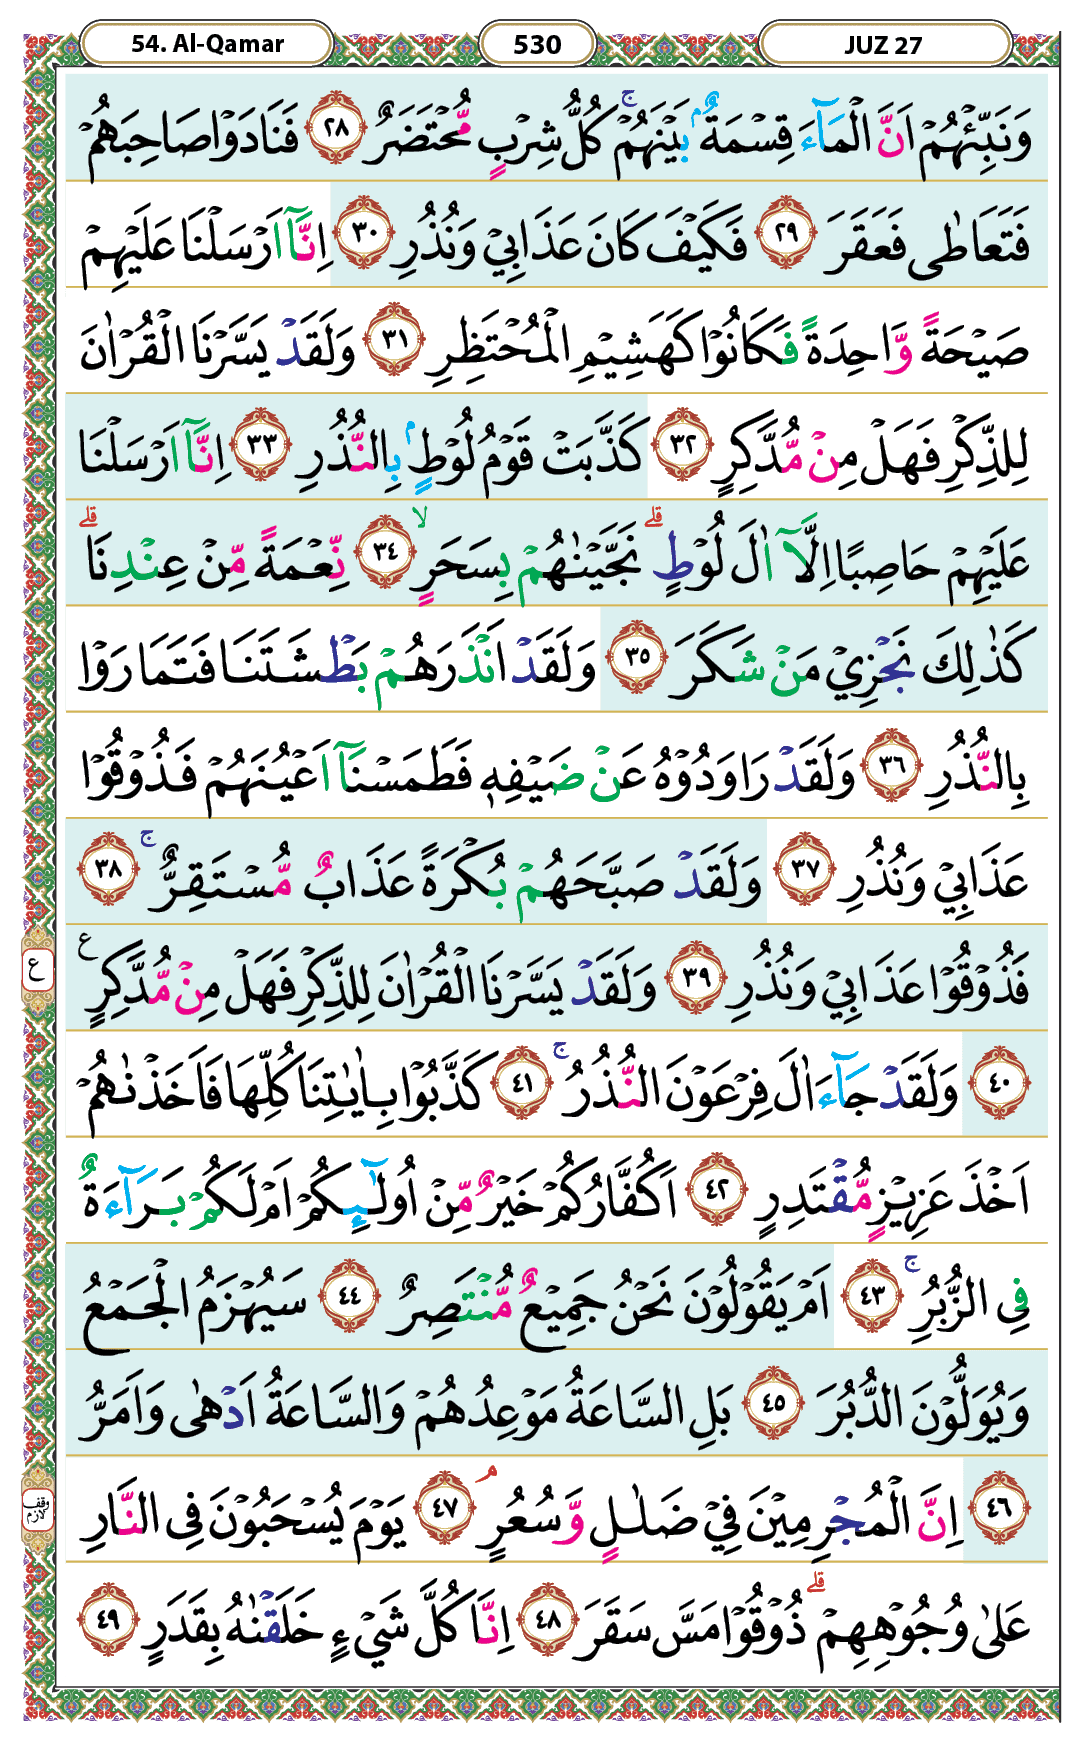 54. Al-Qamar 530 JUZ 27
وَنَبِّئْهُمْ اَنَّ الْمَآءَ قِسْمَةٌ ۢ بَيْنَهُمْ ۚ كُلُّ شِرْبٍ مُّحْتَضَرٌ ٢٨ فَنَادَوْا صَاحِبَهُمْ
فَتَعَاطٰى فَعَقَرَ ٢٩ فَكَيْفَ كَانَ عَذَابِيْ وَنُذُرِ ٣٠ اِنَّآ اَرْسَلْنَا عَلَيْهِمْ
صَيْحَةً وَّاحِدَةً فَكَانُوْا كَهَشِيْمِ الْمُحْتَظِرِ ٣١ وَلَقَدْ يَسَّرْنَا الْقُرْاٰنَ
لِلذِّكْرِ فَهَلْ مِنْ مُّدَّكِرٍ ٣٢ كَذَّبَتْ قَوْمُ لُوْطٍ ۢ بِالنُّذُرِ ٣٣ اِنَّآ اَرْسَلْنَا
عَلَيْهِمْ حَاصِبًا اِلَّآ اٰلَ لُوْطٍ ۗ نَجَّيْنٰهُمْ بِسَحَرٍ ۙ ٣٤ نِّعْمَةً مِّنْ عِنْدِنَا ۗ
كَذٰلِكَ نَجْزِيْ مَنْ شَكَرَ ٣٥ وَلَقَدْ اَنْذَرَهُمْ بَطْشَتَنَا فَتَمَارَوْا
بِالنُّذُرِ ٣٦ وَلَقَدْ رَاوَدُوْهُ عَنْ ضَيْفِهٖ فَطَمَسْنَآ اَعْيُنَهُمْ فَذُوْقُوْا
عَذَابِيْ وَنُذُرِ ٣٧ وَلَقَدْ صَبَّحَهُمْ بُكْرَةً عَذَابٌ مُّسْتَقِرٌّ ۚ ٣٨
ع فَذُوْقُوْا عَذَابِيْ وَنُذُرِ ٣٩ وَلَقَدْ يَسَّرْنَا الْقُرْاٰنَ لِلذِّكْرِ فَهَلْ مِنْ مُّدَّكِرٍ ع
٤٠ وَلَقَدْ جَآءَ اٰلَ فِرْعَوْنَ النُّذُرُ ۚ ٤١ كَذَّبُوْا بِاٰيٰتِنَا كُلِّهَا فَاَخَذْنٰهُمْ
اَخْذَ عَزِيْزٍ مُّقْتَدِرٍ ٤٢ اَكُفَّارُكُمْ خَيْرٌ مِّنْ اُولٰۤىِٕكُمْ اَمْ لَكُمْ بَرَآءَةٌ
فِى الزُّبُرِ ۚ ٤٣ اَمْ يَقُوْلُوْنَ نَحْنُ جَمِيْعٌ مُّنْتَصِرٌ ٤٤ سَيُهْزَمُ الْجَمْعُ
وَيُوَلُّوْنَ الدُّبُرَ ٤٥ بَلِ السَّاعَةُ مَوْعِدُهُمْ وَالسَّاعَةُ اَدْهٰى وَاَمَرُّ
٤٦ اِنَّ الْمُجْرِمِيْنَ فِيْ ضَلٰلٍ وَّسُعُرٍ ۘ ٤٧ يَوْمَ يُسْحَبُوْنَ فِى النَّارِ وقف لازم
عَلٰى وُجُوْهِهِمْ ۗ ذُوْقُوْا مَسَّ سَقَرَ ٤٨ اِنَّا كُلَّ شَيْءٍ خَلَقْنٰهُ بِقَدَرٍ ٤٩